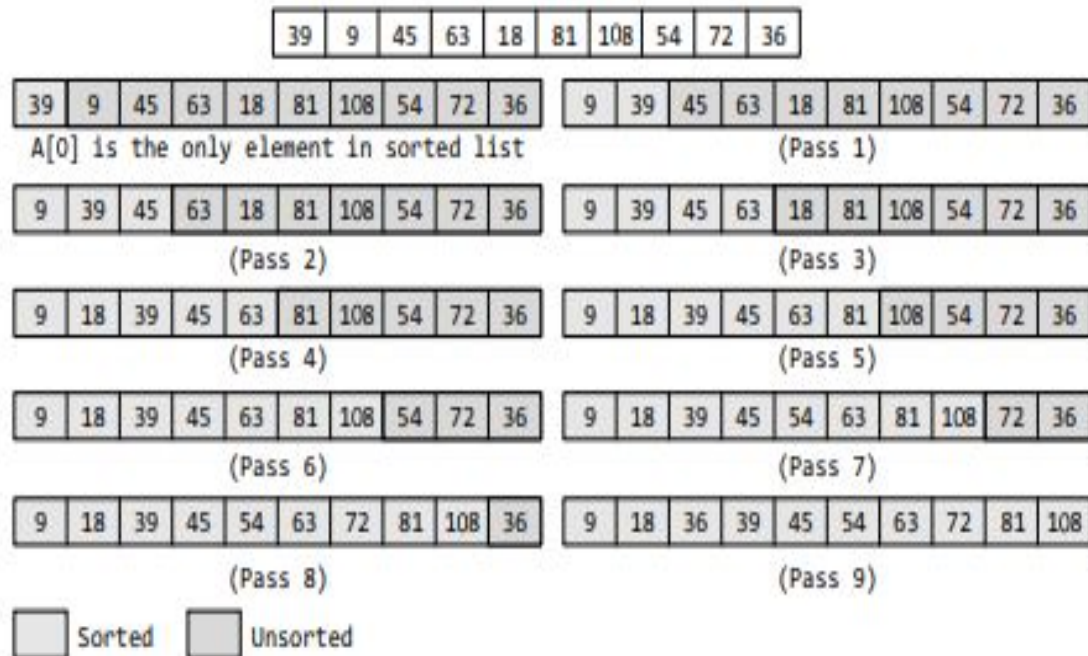 39 9 45 63 18 81 108 54 72 36
39 9 45 63 18 81 108 54 72 36
A[0] is the only element in sorted list
9 39 45 63 18 81 108 54 72 36
(Pass 1)
9 39 45 63 18 81 108 54 72 36
(Pass 2)
9 39 45 63 18 81 108 54 72 36
(Pass 3)
9 18 39 45 63 81 108 54 72 36
(Pass 4)
9 18 39 45 63 81 108 54 72 36
(Pass 5)
9 18 39 45 63 81 108 54 72 36
(Pass 6)
9 18 39 45 54 63 81 108 72 36
(Pass 7)
9 18 39 45 54 63 72 81 108 36
(Pass 8)
9 18 36 39 45 54 63 72 81 108
(Pass 9)
Sorted
Unsorted